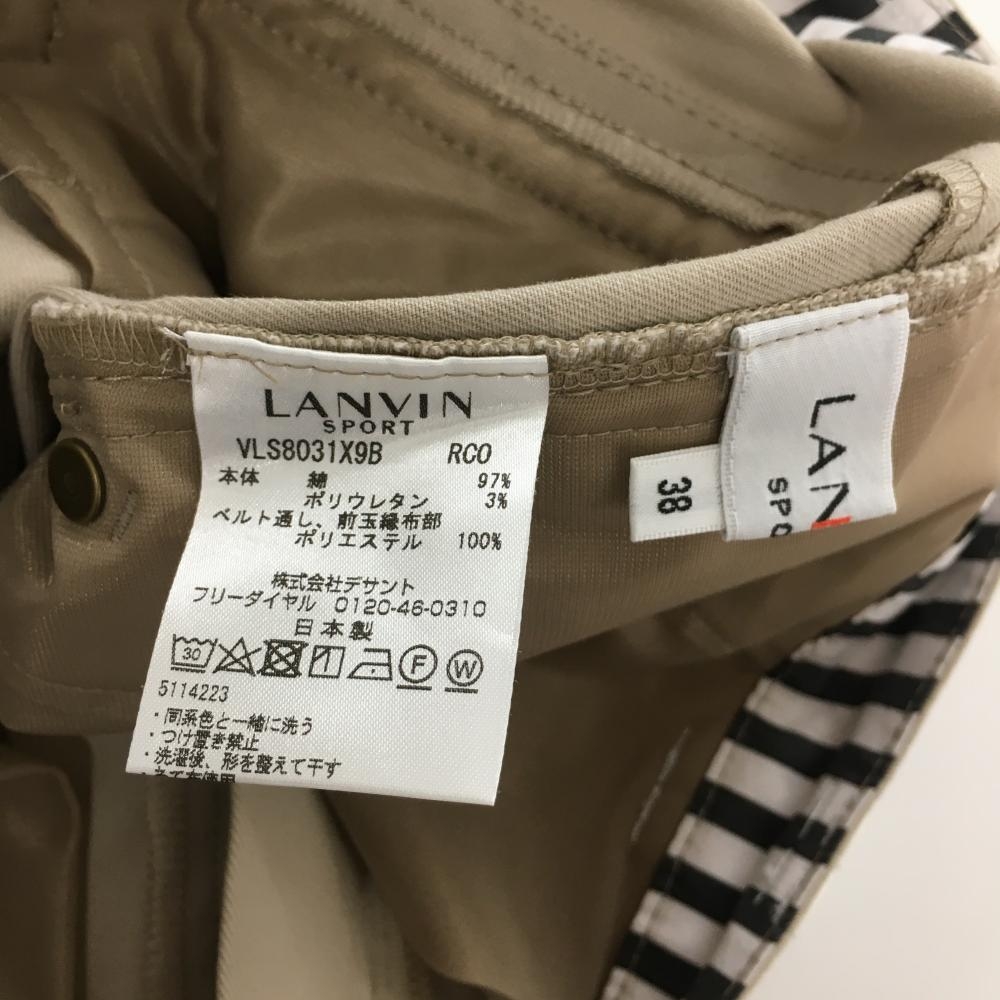 LANVIN
SPORT
VLS8031X9B RCO
本体 綿 97%
ポリウレタン 3%
ベルト通し、前玉縁布部
ポリエステル 100%
株式会社デサント
フリーダイヤル 0120-46-0310
日本製
30
F W
5114223
・同系色と一緒に洗う
・つけ置き禁止
・洗濯後、形を整えて干す
38
LAN
SPO